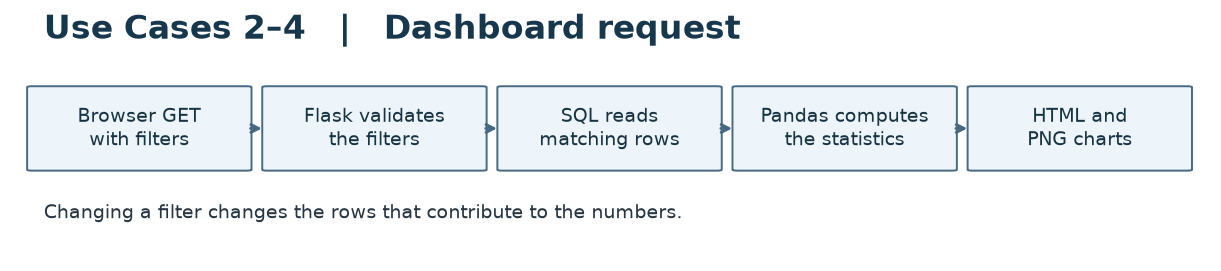 Use Cases 2–4 | Dashboard request
Browser GET
with filters
Flask validates
the filters
SQL reads
matching rows
Pandas computes
the statistics
HTML and
PNG charts
Changing a filter changes the rows that contribute to the numbers.